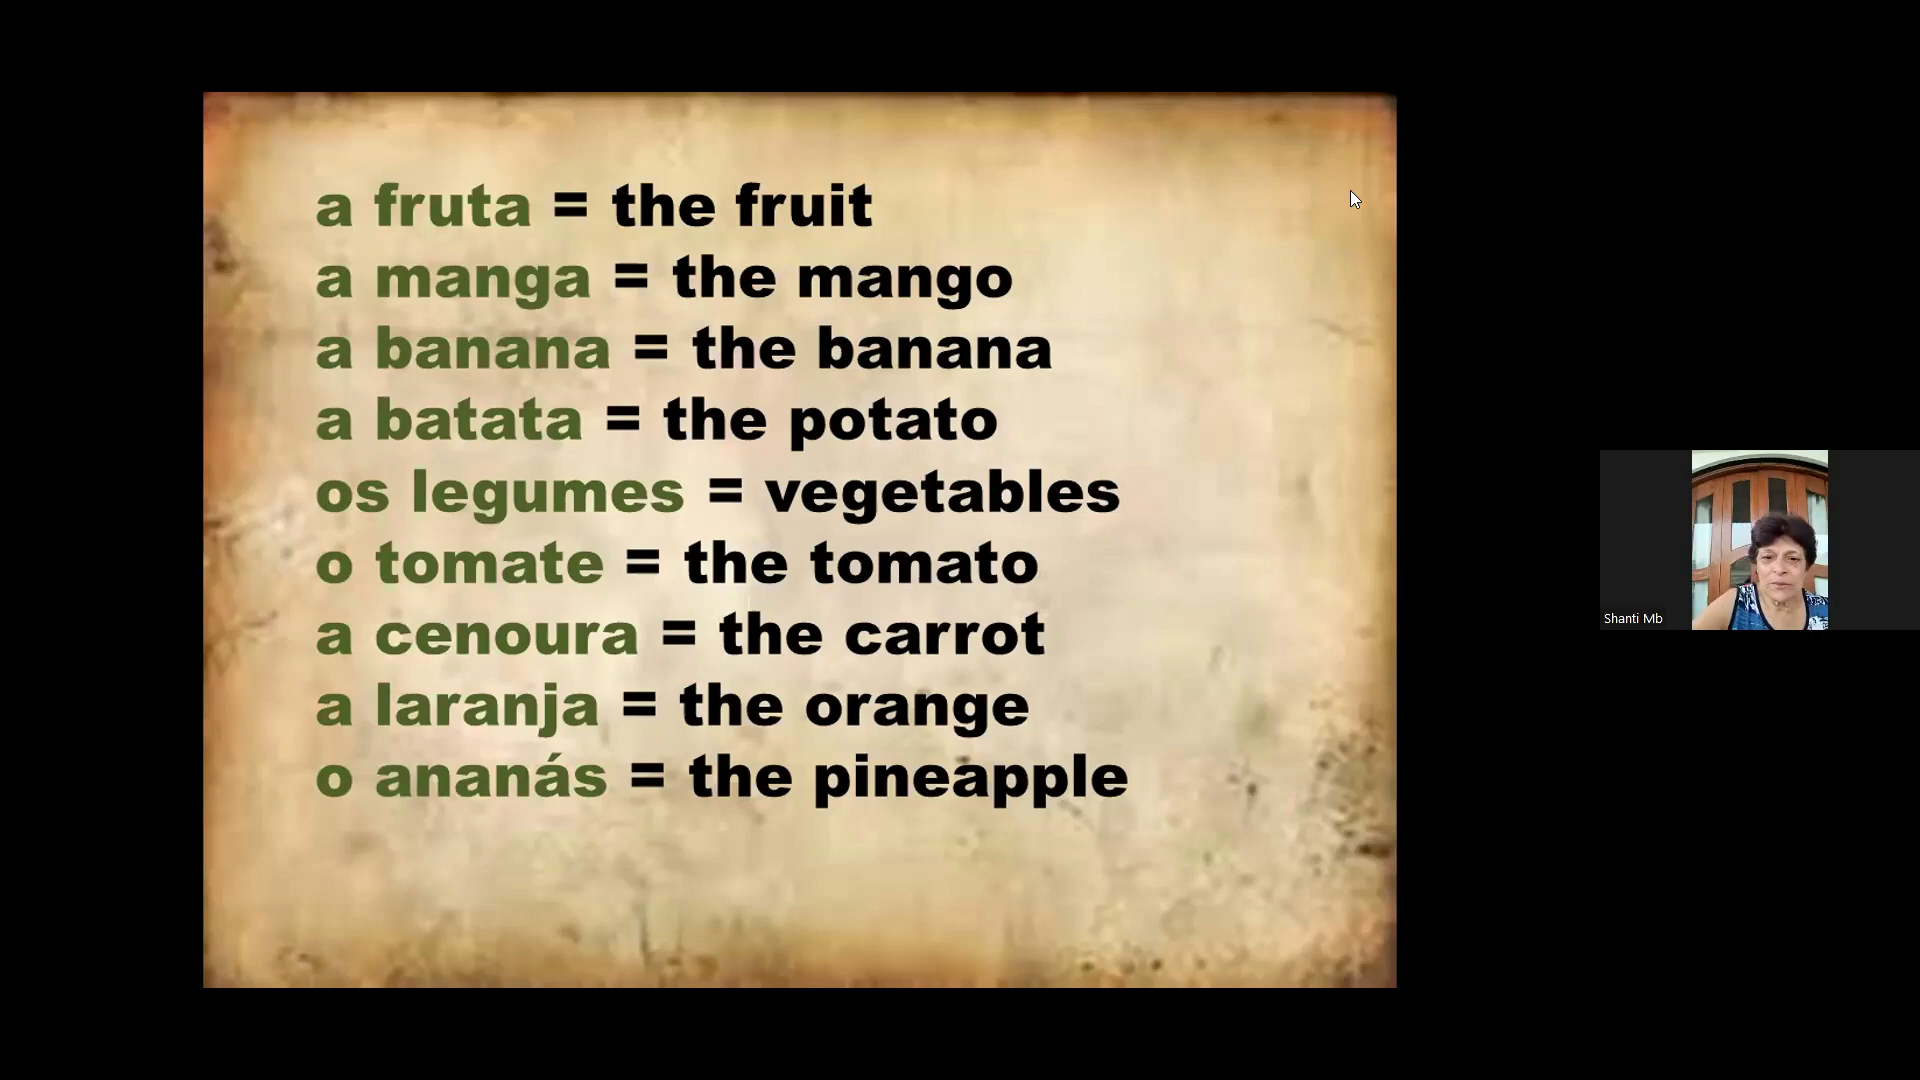 a fruta = the fruit
a manga = the mango
a banana = the banana
a batata = the potato
os legumes = vegetables
o tomate = the tomato
a cenoura = the carrot
a laranja = the orange
o ananás = the pineapple
Shanti Mb